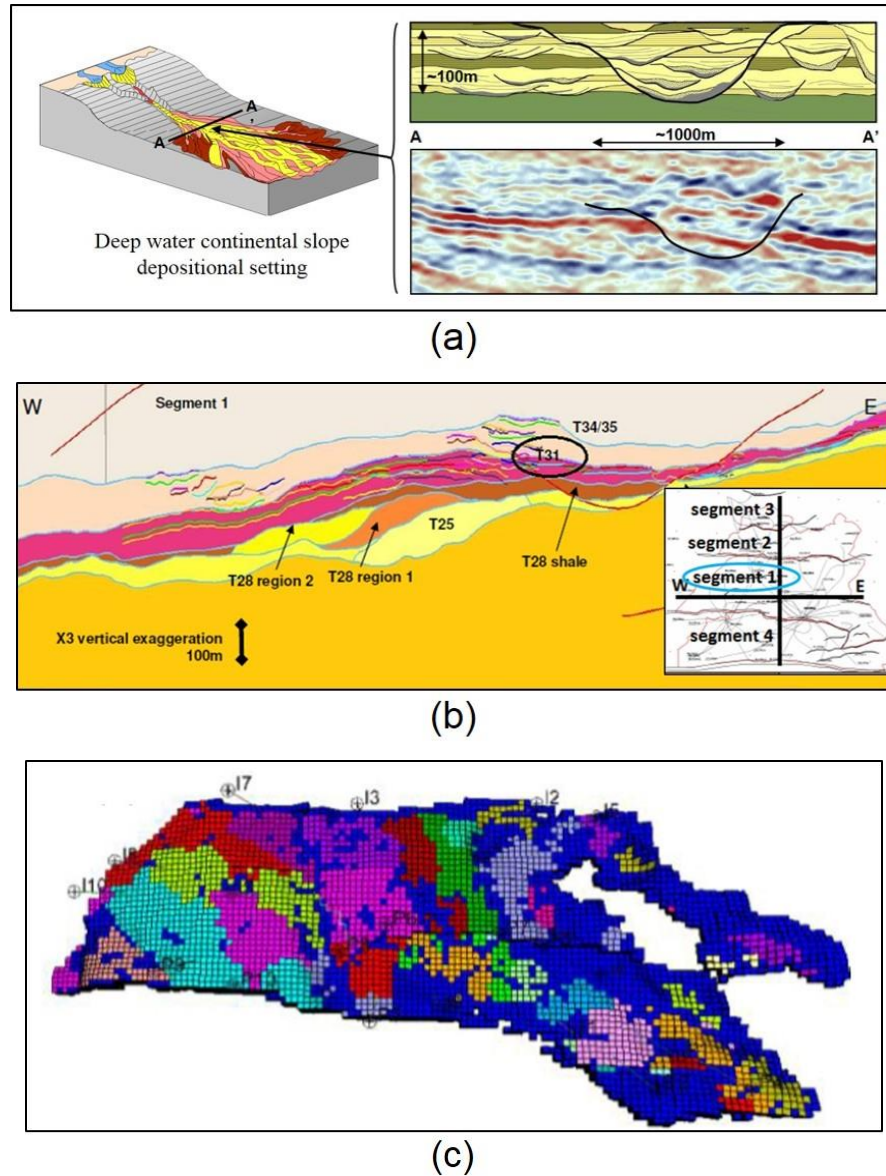 A
A'
Deep water continental slope
depositional setting
~100m
A
~1000m
A'
(a)
W
Segment 1
T34/35
E
T31
T25
T28 region 2
T28 region 1
T28 shale
X3 vertical exaggeration
100m
segment 3
segment 2
segment 1
W
E
segment 4
(b)
I7
I3
I2
I5
I10
(c)